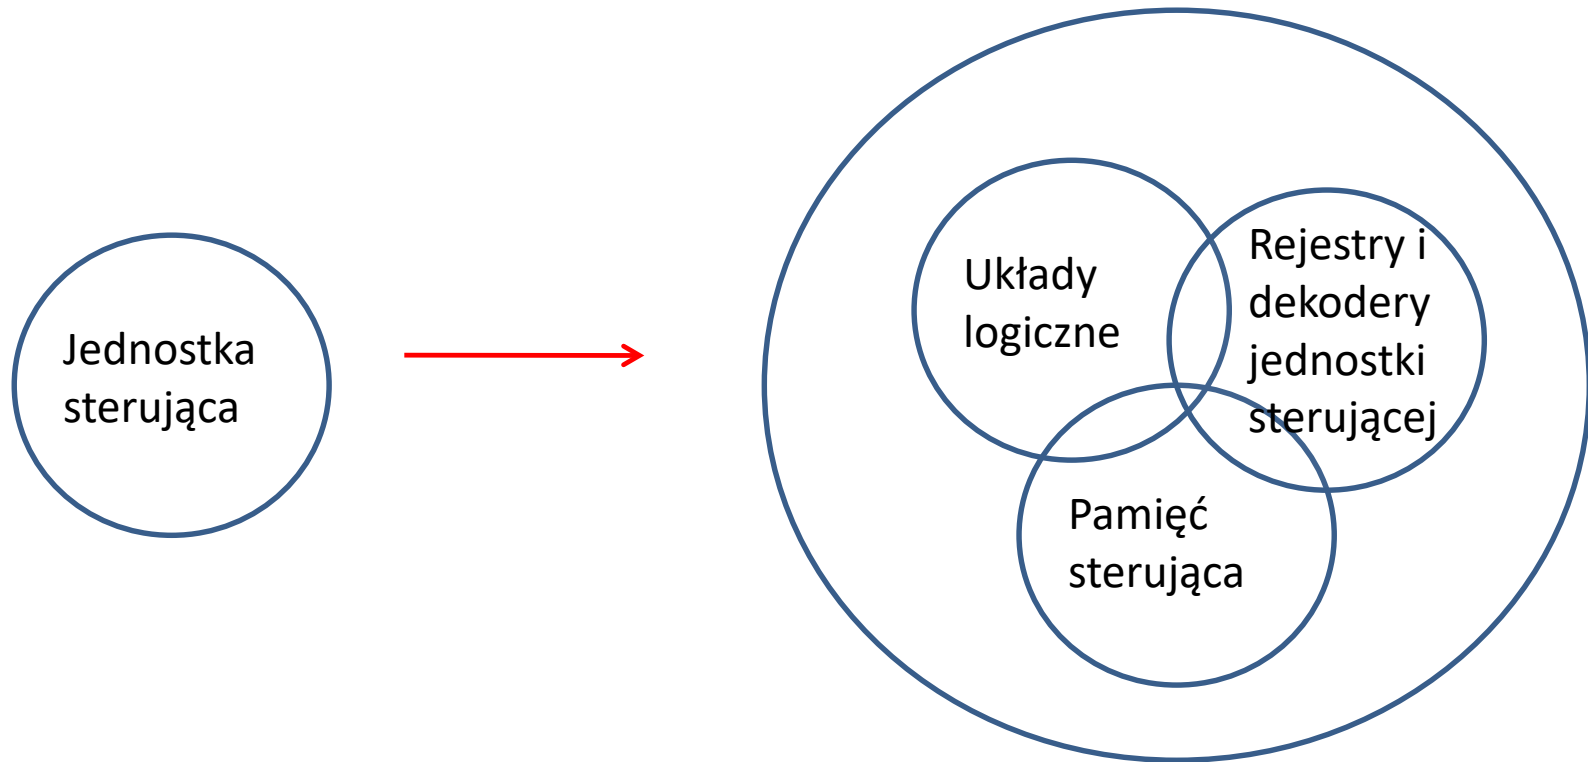 Jednostka
sterująca
Układy
logiczne
Rejestry i
dekodery
jednostki
sterującej
Pamięć
sterująca